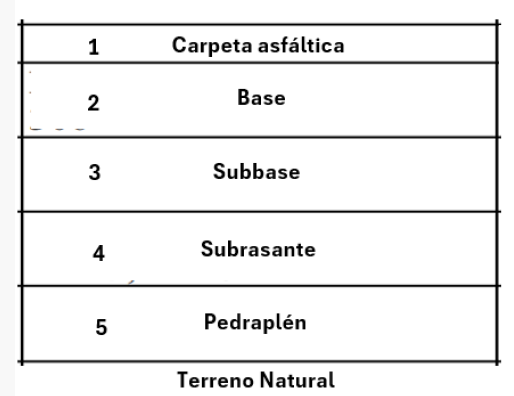 1 Carpeta asfáltica
2 Base
3 Subbase
4 Subrasante
5 Pedraplén
Terreno Natural